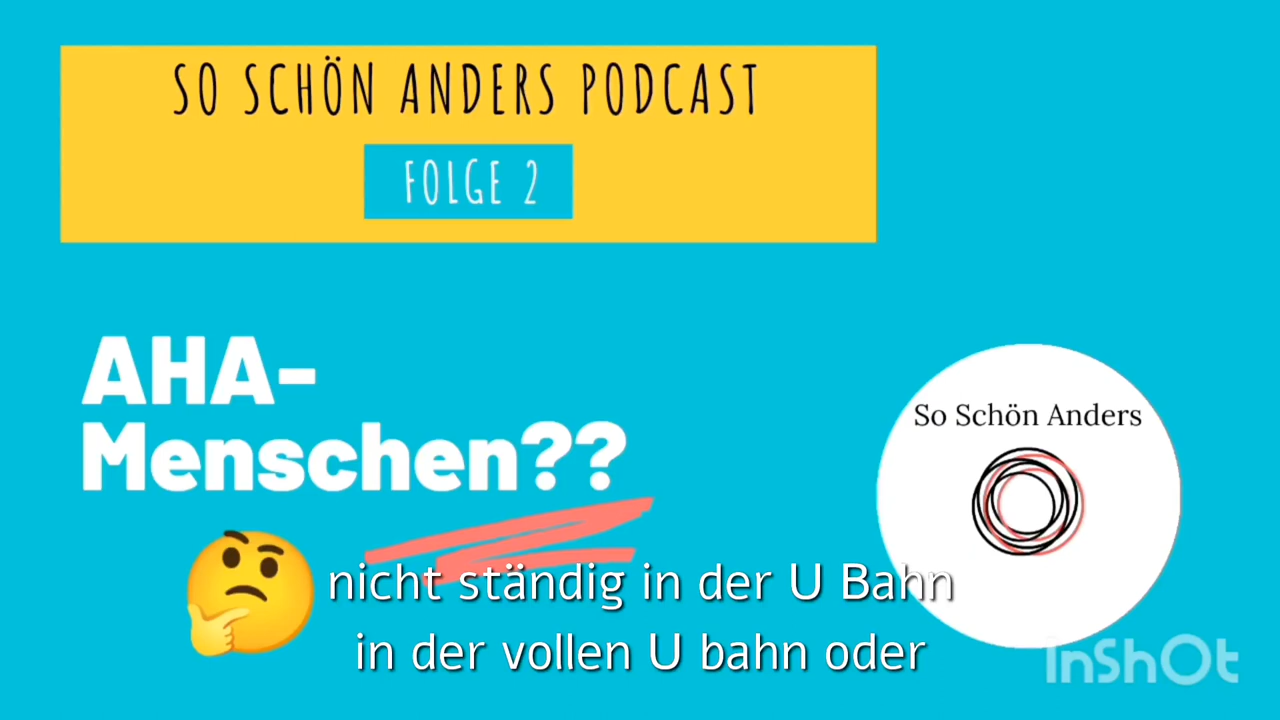 SO SCHÖN ANDERS PODCAST
FOLGE 2
AHA-
Menschen??
So Schön Anders
nicht ständig in der U Bahn
in der vollen U bahn oder
InShOt